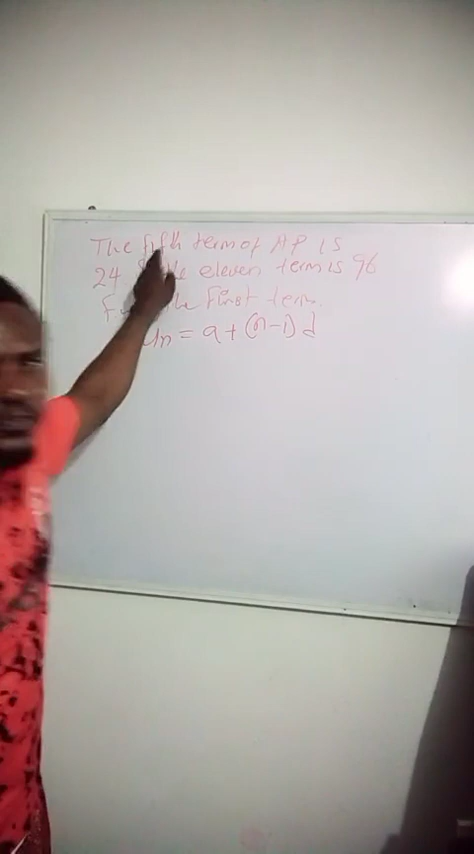 The fifth term of AP is
24 the eleven term is 96
the first term.
Un = a + (n-1) d